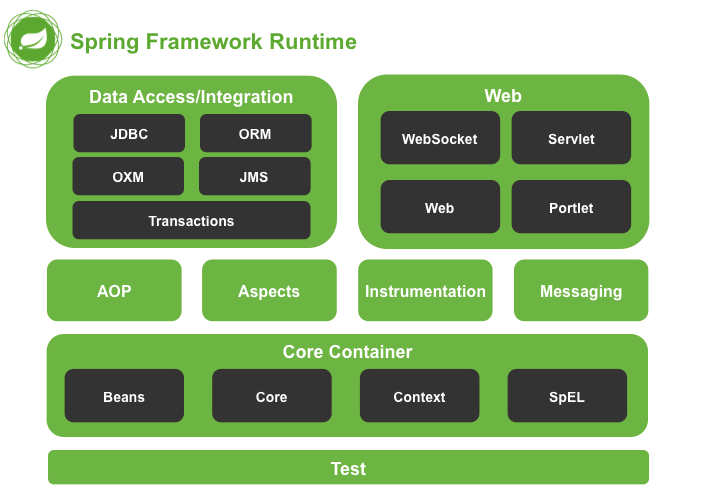 Spring Framework Runtime
Data Access/Integration
JDBC
ORM
OXM
JMS
Transactions
Web
WebSocket
Servlet
Web
Portlet
AOP
Aspects
Instrumentation
Messaging
Core Container
Beans
Core
Context
SpEL
Test